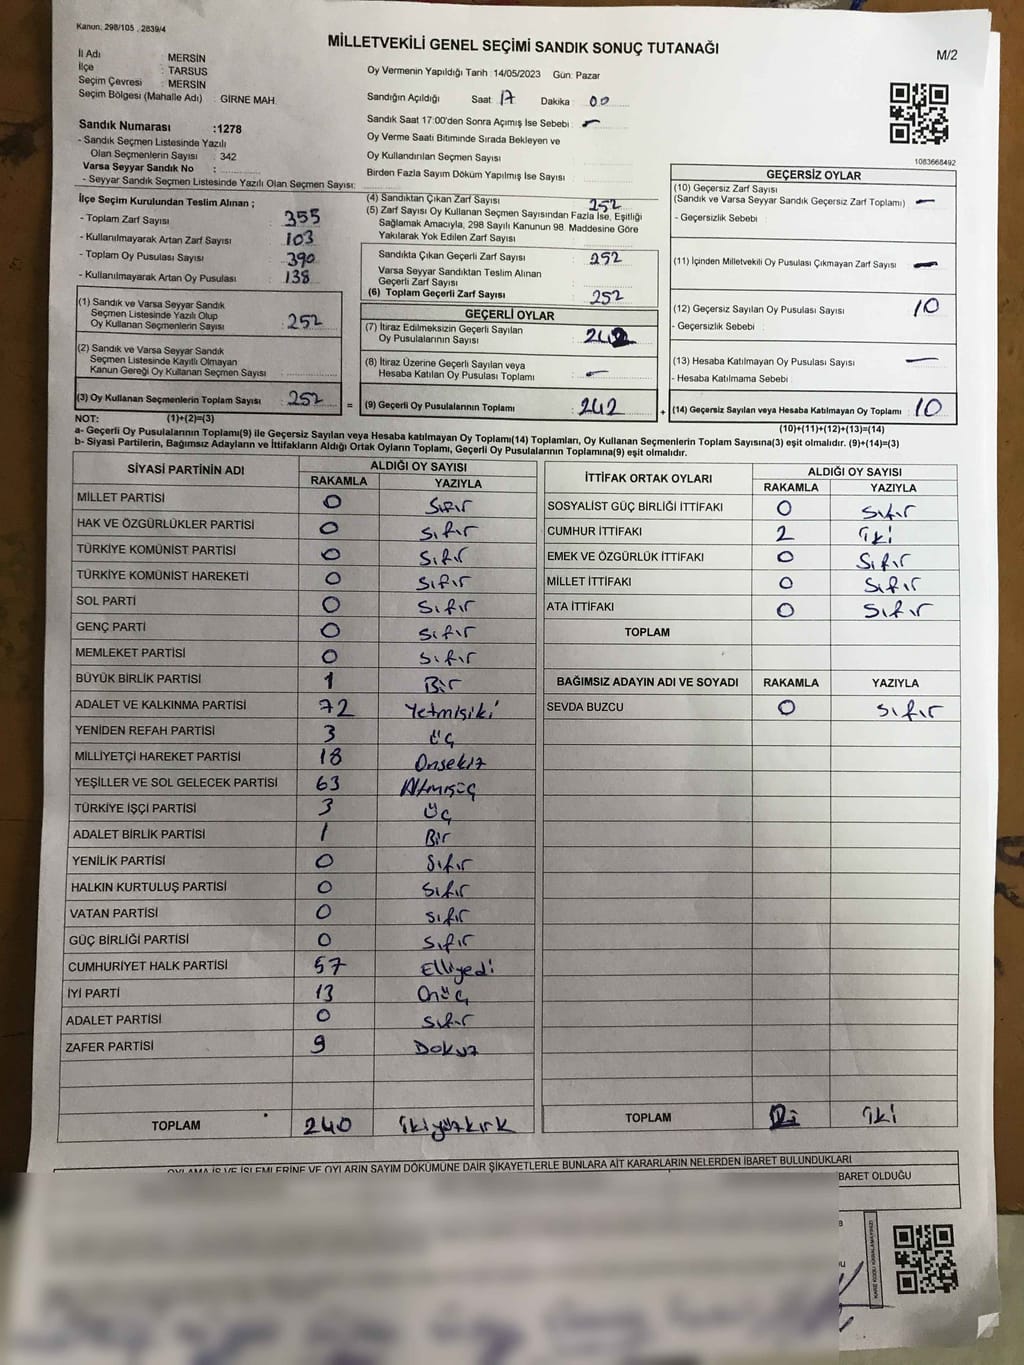 Kanun: 298/105 , 2839/4
MİLLETVEKİLİ GENEL SEÇİMİ SANDIK SONUÇ TUTANAĞI
M/2
İl Adı : MERSİN
İlçe : TARSUS
Seçim Çevresi : MERSİN
Seçim Bölgesi (Mahalle Adı) : GİRNE MAH.
Sandık Numarası :1278
- Sandık Seçmen Listesinde Yazılı
Olan Seçmenlerin Sayısı : 342
Varsa Seyyar Sandık No :
- Seyyar Sandık Seçmen Listesinde Yazılı Olan Seçmen Sayısı:
Oy Vermenin Yapıldığı Tarih :14/05/2023 Gün: Pazar
Sandığın Açıldığı Saat : 17 Dakika : 00
Sandık Saat 17:00'den Sonra Açımış İse Sebebi : —
Oy Verme Saati Bitiminde Sırada Bekleyen ve
Oy Kullandırılan Seçmen Sayısı :
Birden Fazla Sayım Döküm Yapılmış İse Sayısı :
1083668492
İlçe Seçim Kurulundan Teslim Alınan ;
- Toplam Zarf Sayısı : 355
- Kullanılmayarak Artan Zarf Sayısı : 103
- Toplam Oy Pusulası Sayısı : 390
- Kullanılmayarak Artan Oy Pusulası : 138
(1) Sandık ve Varsa Seyyar Sandık
Seçmen Listesinde Yazılı Olup
Oy Kullanan Seçmenlerin Sayısı : 252
(2) Sandık ve Varsa Seyyar Sandık
Seçmen Listesinde Kayıtlı Olmayan
Kanun Gereği Oy Kullanan Seçmen Sayısı :
(3) Oy Kullanan Seçmenlerin Toplam Sayısı : 252 =
(4) Sandıktan Çıkan Zarf Sayısı : 252
(5) Zarf Sayısı Oy Kullanan Seçmen Sayısından Fazla İse, Eşitliği
Sağlamak Amacıyla, 298 Sayılı Kanunun 98. Maddesine Göre
Yakılarak Yok Edilen Zarf Sayısı :
Sandıkta Çıkan Geçerli Zarf Sayısı : 252
Varsa Seyyar Sandıktan Teslim Alınan
Geçerli Zarf Sayısı :
(6) Toplam Geçerli Zarf Sayısı : 252
GEÇERLİ OYLAR
(7) İtiraz Edilmeksizin Geçerli Sayılan
Oy Pusulalarının Sayısı : 242
(8) İtiraz Üzerine Geçerli Sayılan veya
Hesaba Katılan Oy Pusulası Toplamı : —
(9) Geçerli Oy Pusulalarının Toplamı : 242 +
GEÇERSİZ OYLAR
(10) Geçersiz Zarf Sayısı
(Sandık ve Varsa Seyyar Sandık Geçersiz Zarf Toplamı) : —
- Geçersizlik Sebebi :
(11) İçinden Milletvekili Oy Pusulası Çıkmayan Zarf Sayısı : —
(12) Geçersiz Sayılan Oy Pusulası Sayısı : 10
- Geçersizlik Sebebi :
(13) Hesaba Katılmayan Oy Pusulası Sayısı : —
- Hesaba Katılmama Sebebi :
(14) Geçersiz Sayılan veya Hesaba Katılmayan Oy Toplamı : 10
NOT: (1)+(2)=(3) (10)+(11)+(12)+(13)=(14)
a- Geçerli Oy Pusulalarının Toplamı(9) ile Geçersiz Sayılan veya Hesaba katılmayan Oy Toplamı(14) Toplamları, Oy Kullanan Seçmenlerin Toplam Sayısına(3) eşit olmalıdır. (9)+(14)=(3)
b- Siyasi Partilerin, Bağımsız Adayların ve İttifakların Aldığı Ortak Oyların Toplamı, Geçerli Oy Pusulalarının Toplamına(9) eşit olmalıdır.
SİYASİ PARTİNİN ADI ALDIĞI OY SAYISI
RAKAMLA YAZIYLA
MİLLET PARTİSİ 0 Sıfır
HAK VE ÖZGÜRLÜKLER PARTİSİ 0 Sıfır
TÜRKİYE KOMÜNİST PARTİSİ 0 Sıfır
TÜRKİYE KOMÜNİST HAREKETİ 0 Sıfır
SOL PARTİ 0 Sıfır
GENÇ PARTİ 0 Sıfır
MEMLEKET PARTİSİ 0 Sıfır
BÜYÜK BİRLİK PARTİSİ 1 Bir
ADALET VE KALKINMA PARTİSİ 72 Yetmişiki
YENİDEN REFAH PARTİSİ 3 üç
MİLLİYETÇİ HAREKET PARTİSİ 18 Onsekiz
YEŞİLLER VE SOL GELECEK PARTİSİ 63 Altmışüç
TÜRKİYE İŞÇİ PARTİSİ 3 üç
ADALET BİRLİK PARTİSİ 1 Bir
YENİLİK PARTİSİ 0 Sıfır
HALKIN KURTULUŞ PARTİSİ 0 Sıfır
VATAN PARTİSİ 0 Sıfır
GÜÇ BİRLİĞİ PARTİSİ 0 Sıfır
CUMHURİYET HALK PARTİSİ 57 Elliyedi
İYİ PARTİ 13 Onüç
ADALET PARTİSİ 0 Sıfır
ZAFER PARTİSİ 9 Dokuz
TOPLAM 240 ikiyüzkırk
İTTİFAK ORTAK OYLARI ALDIĞI OY SAYISI
RAKAMLA YAZIYLA
SOSYALİST GÜÇ BİRLİĞİ İTTİFAKI 0 Sıfır
CUMHUR İTTİFAKI 2 iki
EMEK VE ÖZGÜRLÜK İTTİFAKI 0 Sıfır
MİLLET İTTİFAKI 0 Sıfır
ATA İTTİFAKI 0 Sıfır
TOPLAM
BAĞIMSIZ ADAYIN ADI VE SOYADI RAKAMLA YAZIYLA
SEVDA BUZCU 0 Sıfır
TOPLAM iki
OYLAMA İŞ VE İŞLEMLERİNE VE OYLARIN SAYIM DÖKÜMÜNE DAİR ŞİKAYETLERLE BUNLARA AİT KARARLARIN NELERDEN İBARET BULUNDUKLARI
BARET OLDUĞU